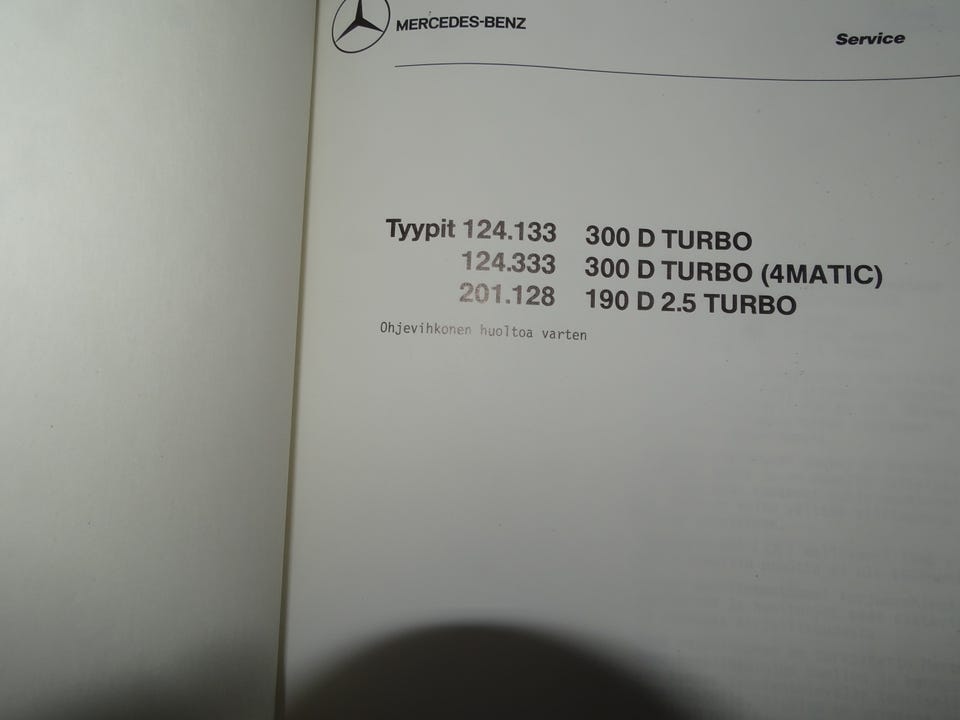 MERCEDES-BENZ
Service
Tyypit 124.133 300 D TURBO
124.333 300 D TURBO (4MATIC)
201.128 190 D 2.5 TURBO
Ohjevihkonen huoltoa varten